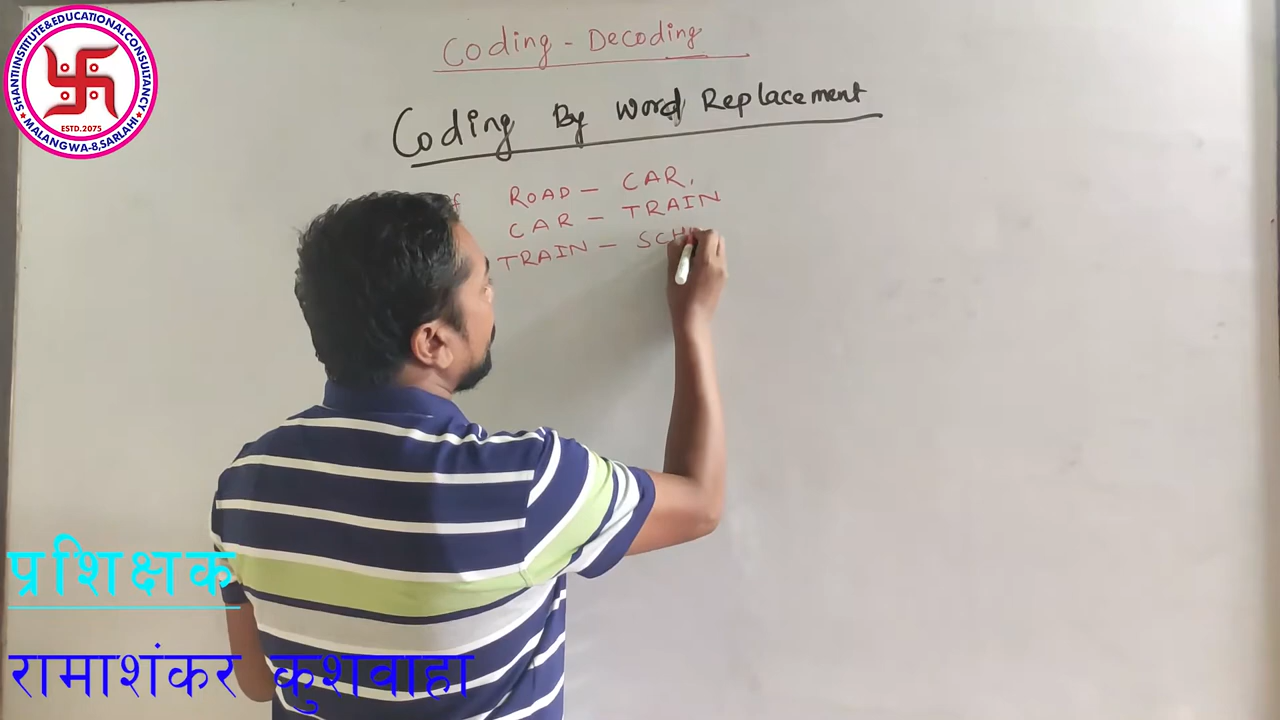 SHANTI INSTITUTE & EDUCATIONAL CONSULTANCY
ESTD.2075
★ MALANGWA-8, SARLAHI ★
Coding - Decoding
Coding By Word Replacement
If ROAD - CAR,
CAR - TRAIN
TRAIN - SCH
प्रशिक्षक
रामाशंकर कुशवाहा